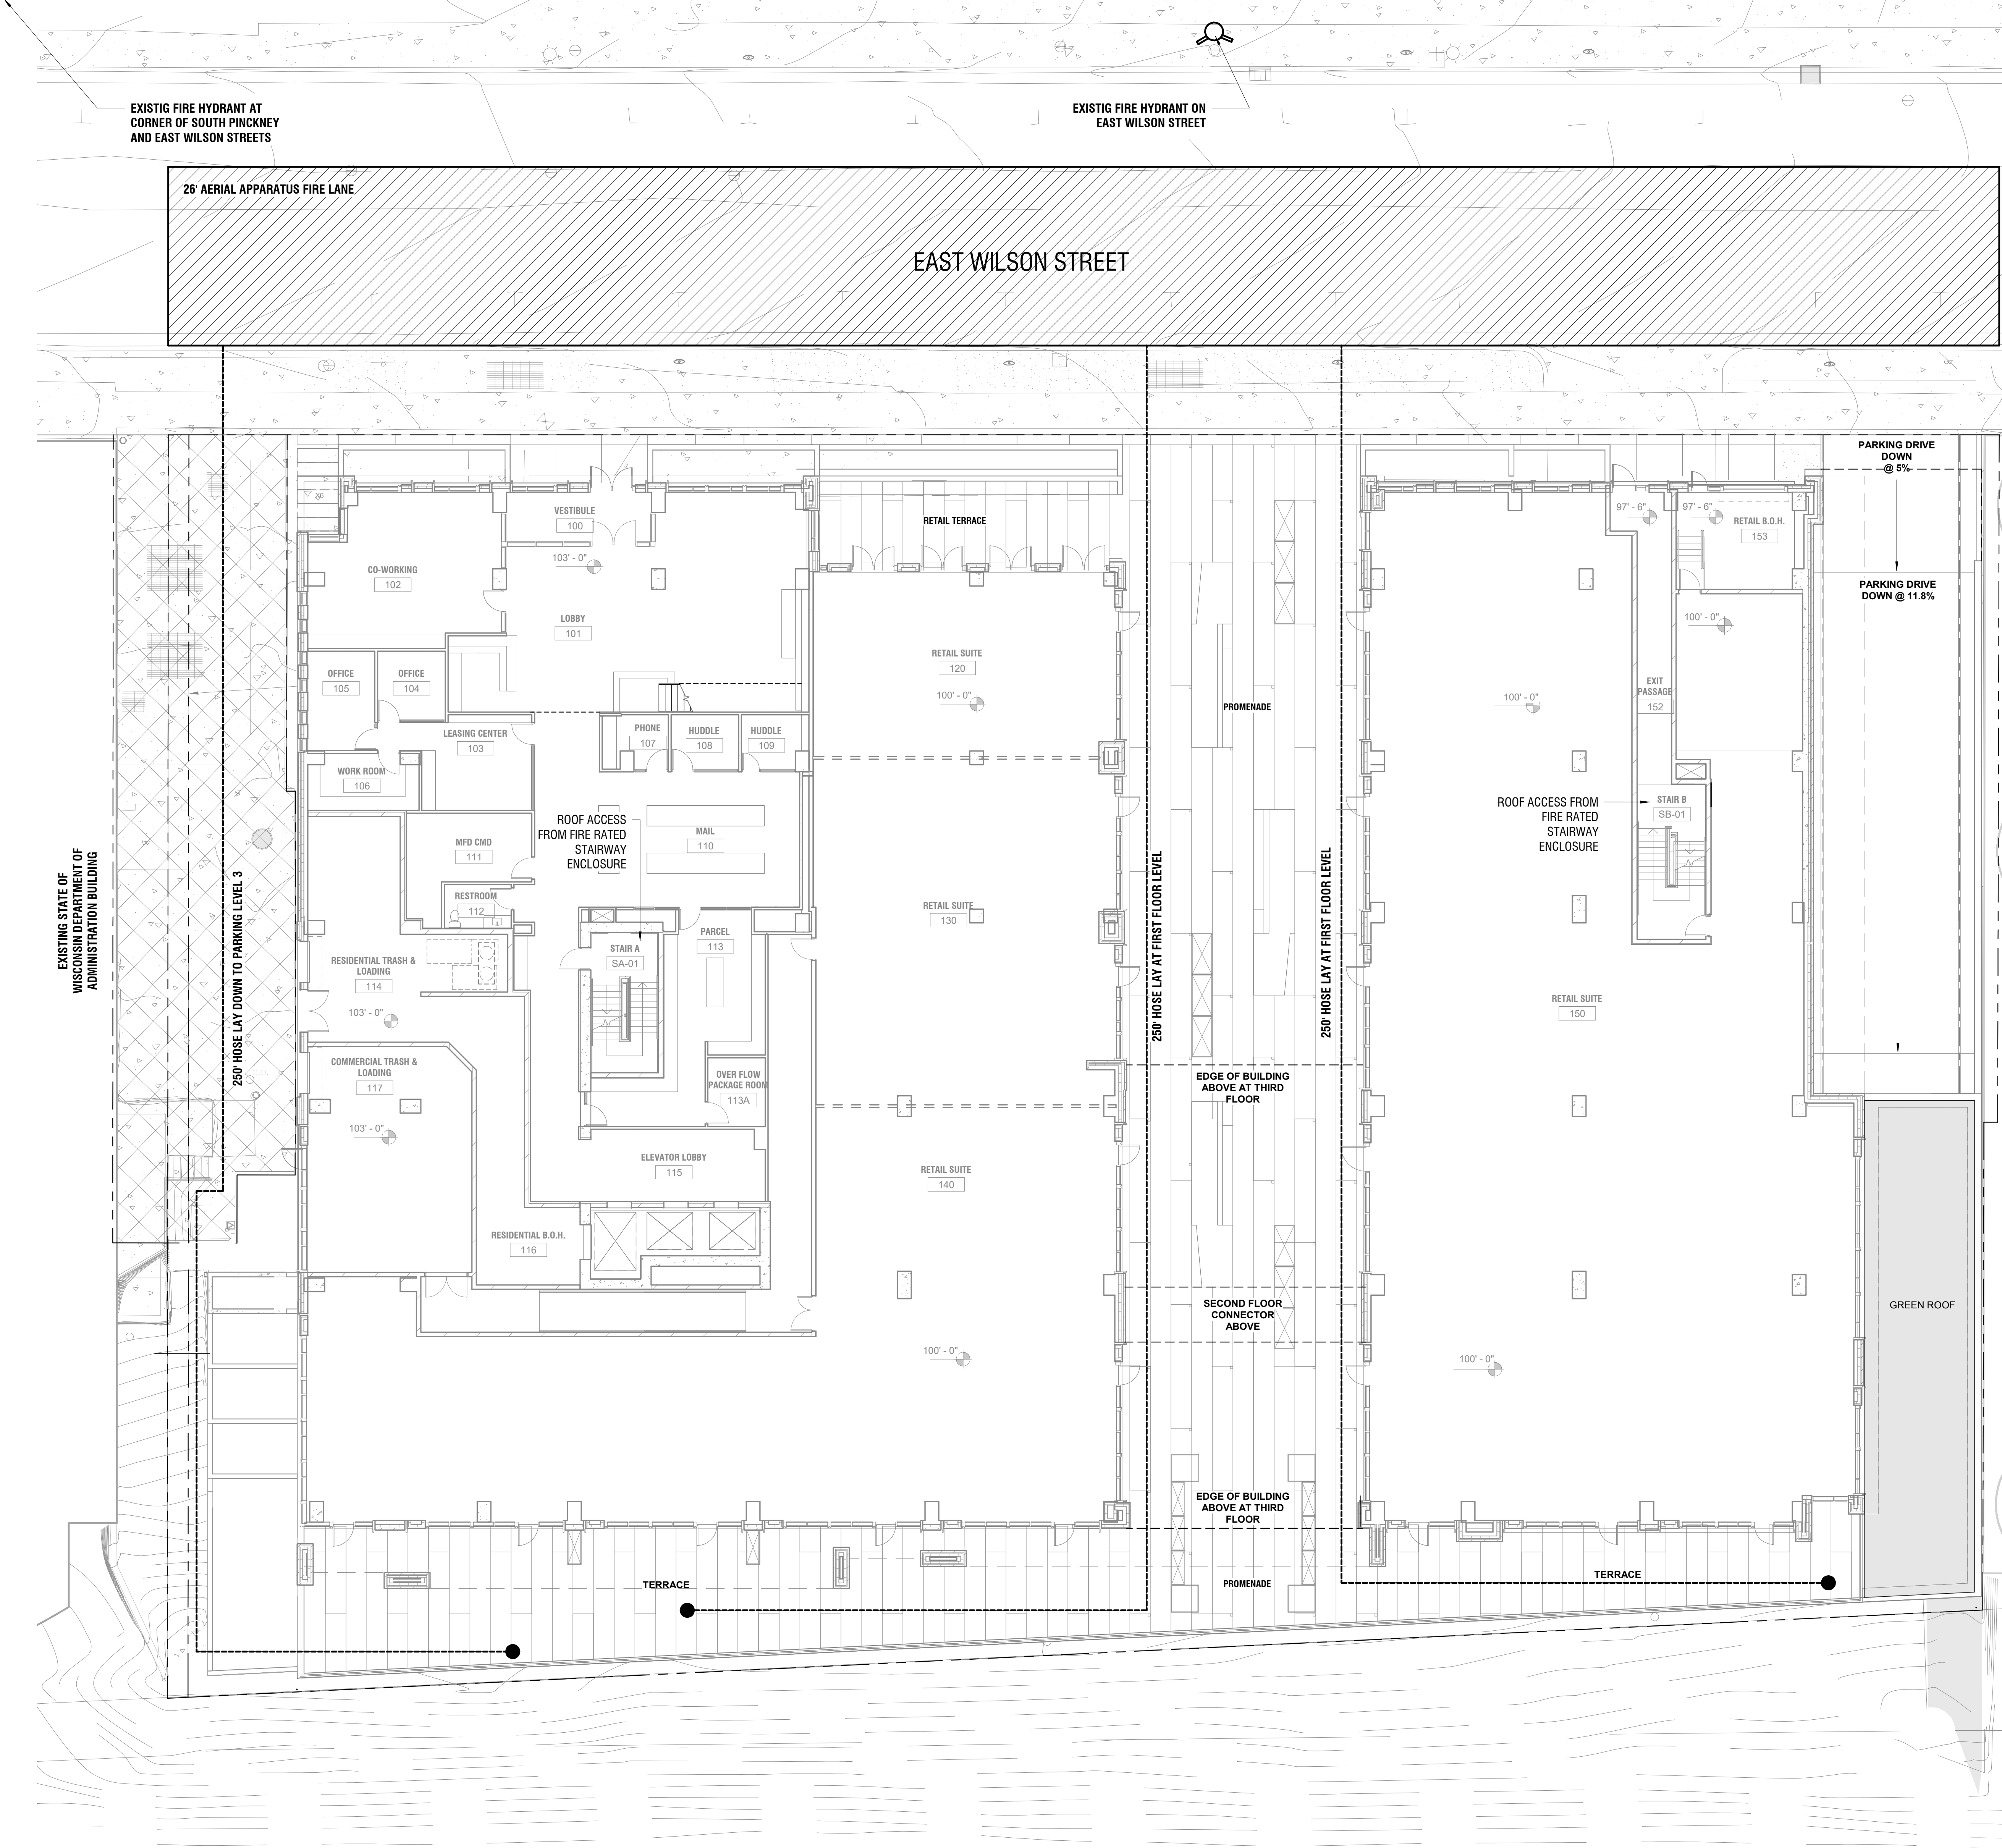 EXISTIG FIRE HYDRANT AT
CORNER OF SOUTH PINCKNEY
AND EAST WILSON STREETS
EXISTIG FIRE HYDRANT ON
EAST WILSON STREET
26' AERIAL APPARATUS FIRE LANE
EAST WILSON STREET
PARKING DRIVE
DOWN
@ 5%
VESTIBULE
100
103' - 0"
RETAIL TERRACE
97' - 6"
97' - 6"
RETAIL B.O.H.
153
CO-WORKING
102
PARKING DRIVE
DOWN @ 11.8%
LOBBY
101
100' - 0"
RETAIL SUITE
120
100' - 0"
OFFICE
105
OFFICE
104
EXIT
PASSAGE
152
100' - 0"
PROMENADE
LEASING CENTER
103
PHONE
107
HUDDLE
108
HUDDLE
109
WORK ROOM
106
ROOF ACCESS
FROM FIRE RATED
STAIRWAY
ENCLOSURE
MAIL
110
ROOF ACCESS FROM
FIRE RATED
STAIRWAY
ENCLOSURE
STAIR B
SB-01
MFD CMD
111
RESTROOM
112
EXISTING STATE OF
WISCONSIN DEPARTMENT OF
ADMINISTRATION BUILDING
250' HOSE LAY DOWN TO PARKING LEVEL 3
250' HOSE LAY AT FIRST FLOOR LEVEL
250' HOSE LAY AT FIRST FLOOR LEVEL
RETAIL SUITE
130
PARCEL
113
STAIR A
SA-01
RESIDENTIAL TRASH &
LOADING
114
103' - 0"
RETAIL SUITE
150
COMMERCIAL TRASH &
LOADING
117
103' - 0"
OVER FLOW
PACKAGE ROOM
113A
EDGE OF BUILDING
ABOVE AT THIRD
FLOOR
ELEVATOR LOBBY
115
RETAIL SUITE
140
RESIDENTIAL B.O.H.
116
SECOND FLOOR
CONNECTOR
ABOVE
GREEN ROOF
100' - 0"
100' - 0"
EDGE OF BUILDING
ABOVE AT THIRD
FLOOR
TERRACE
PROMENADE
TERRACE